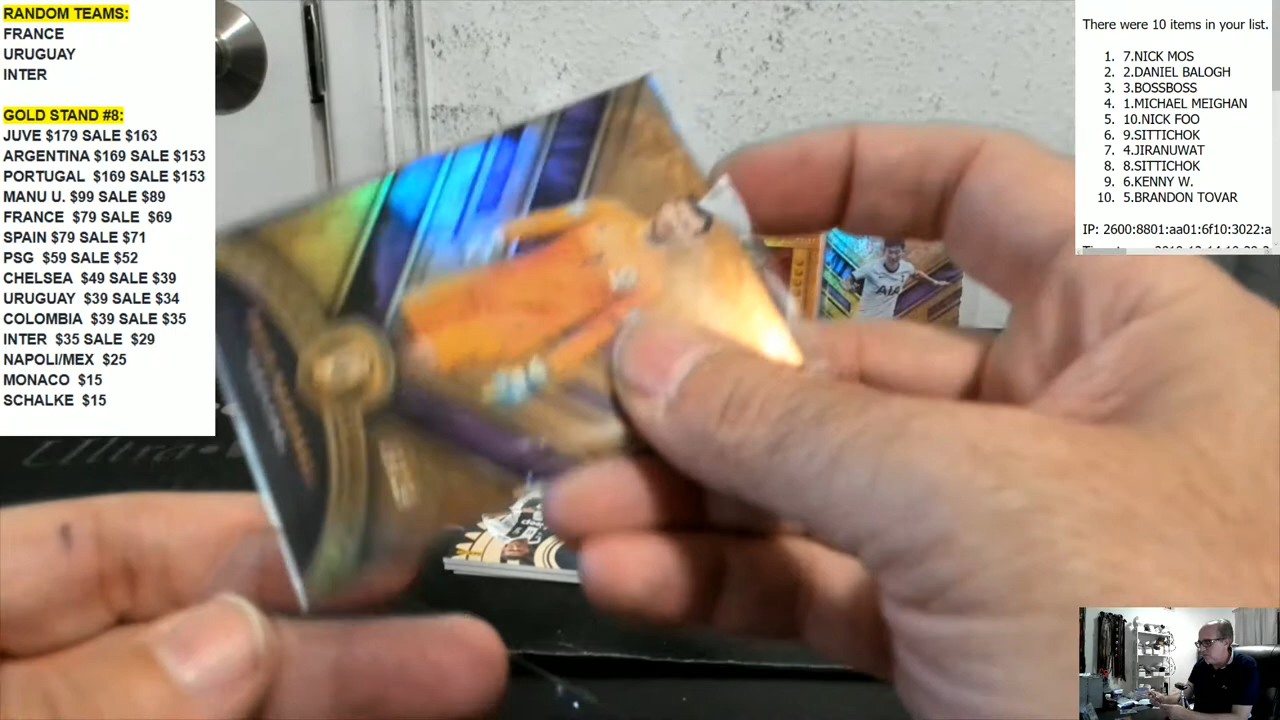 RANDOM TEAMS:
FRANCE
URUGUAY
INTER
GOLD STAND #8:
JUVE $179 SALE $163
ARGENTINA $169 SALE $153
PORTUGAL $169 SALE $153
MANU U. $99 SALE $89
FRANCE $79 SALE $69
SPAIN $79 SALE $71
PSG $59 SALE $52
CHELSEA $49 SALE $39
URUGUAY $39 SALE $34
COLOMBIA $39 SALE $35
INTER $35 SALE $29
NAPOLI/MEX $25
MONACO $15
SCHALKE $15
There were 10 items in your list.
1. 7.NICK MOS
2. 2.DANIEL BALOGH
3. 3.BOSSBOSS
4. 1.MICHAEL MEIGHAN
5. 10.NICK FOO
6. 9.SITTICHOK
7. 4.JIRANUWAT
8. 8.SITTICHOK
9. 6.KENNY W.
10. 5.BRANDON TOVAR
IP: 2600:8801:aa01:6f10:3022:a
AIA
Ultra